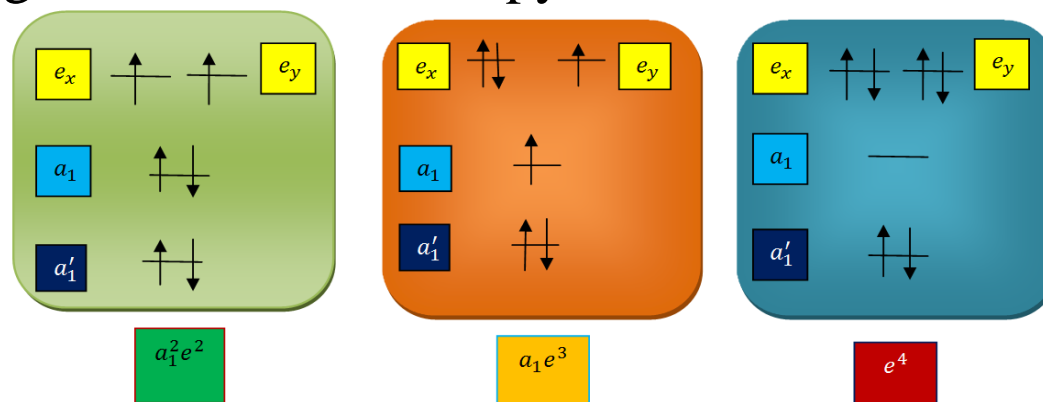 e_x e_y e_x e_y e_x e_y
a_1 a_1 a_1
a_1' a_1' a_1'
a_1^2e^2 a_1e^3 e^4